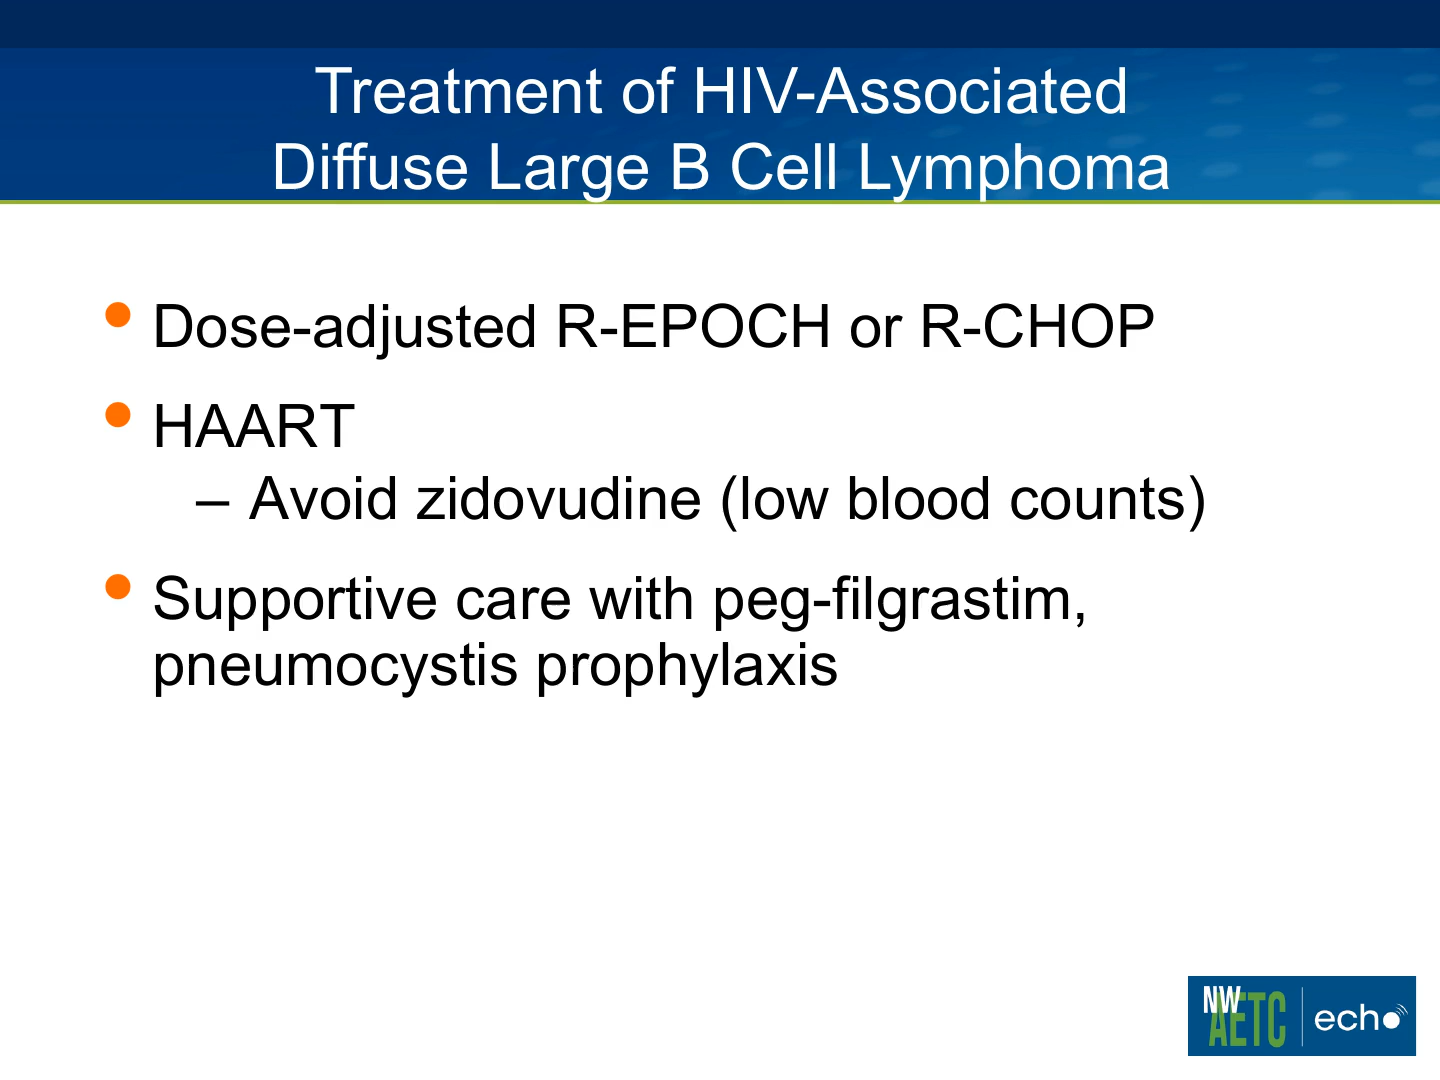 Treatment of HIV-Associated
Diffuse Large B Cell Lymphoma
• Dose-adjusted R-EPOCH or R-CHOP
• HAART
– Avoid zidovudine (low blood counts)
• Supportive care with peg-filgrastim,
pneumocystis prophylaxis
NW
AETC
echo